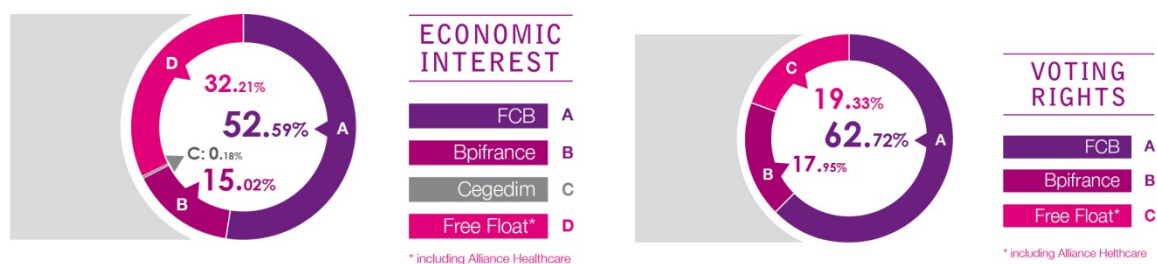 D
32.21%
52.59%
A
C: 0.18%
15.02%
B
ECONOMIC
INTEREST
FCB A
Bpifrance B
Cegedim C
Free Float* D
* including Alliance Healthcare
C
19.33%
62.72%
A
17.95%
B
VOTING
RIGHTS
FCB A
Bpifrance B
Free Float* C
* including Alliance Helthcare